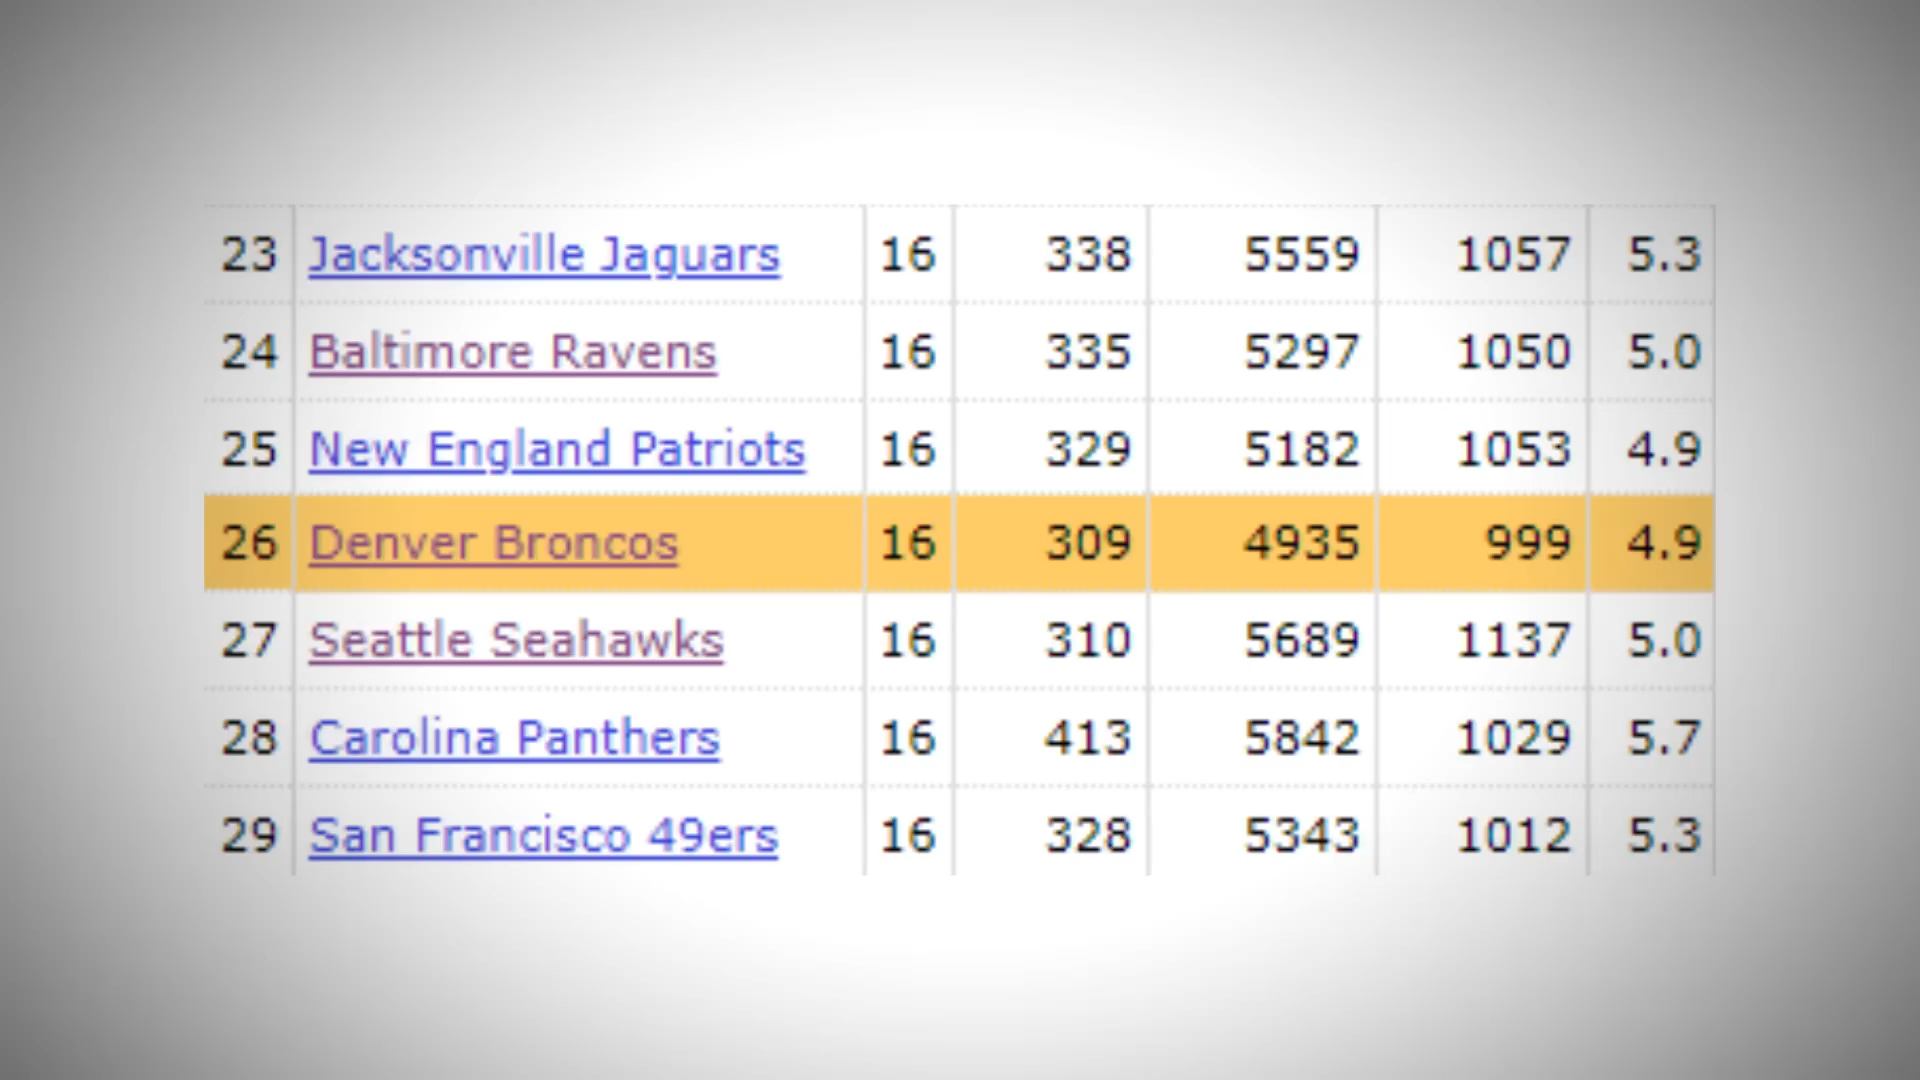 23 Jacksonville Jaguars 16 338 5559 1057 5.3
24 Baltimore Ravens 16 335 5297 1050 5.0
25 New England Patriots 16 329 5182 1053 4.9
26 Denver Broncos 16 309 4935 999 4.9
27 Seattle Seahawks 16 310 5689 1137 5.0
28 Carolina Panthers 16 413 5842 1029 5.7
29 San Francisco 49ers 16 328 5343 1012 5.3